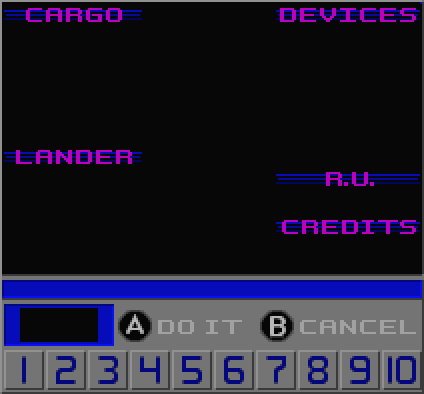 CARGO DEVICES
LANDER
R.U.
CREDITS
A DO IT B CANCEL
1 2 3 4 5 6 7 8 9 10